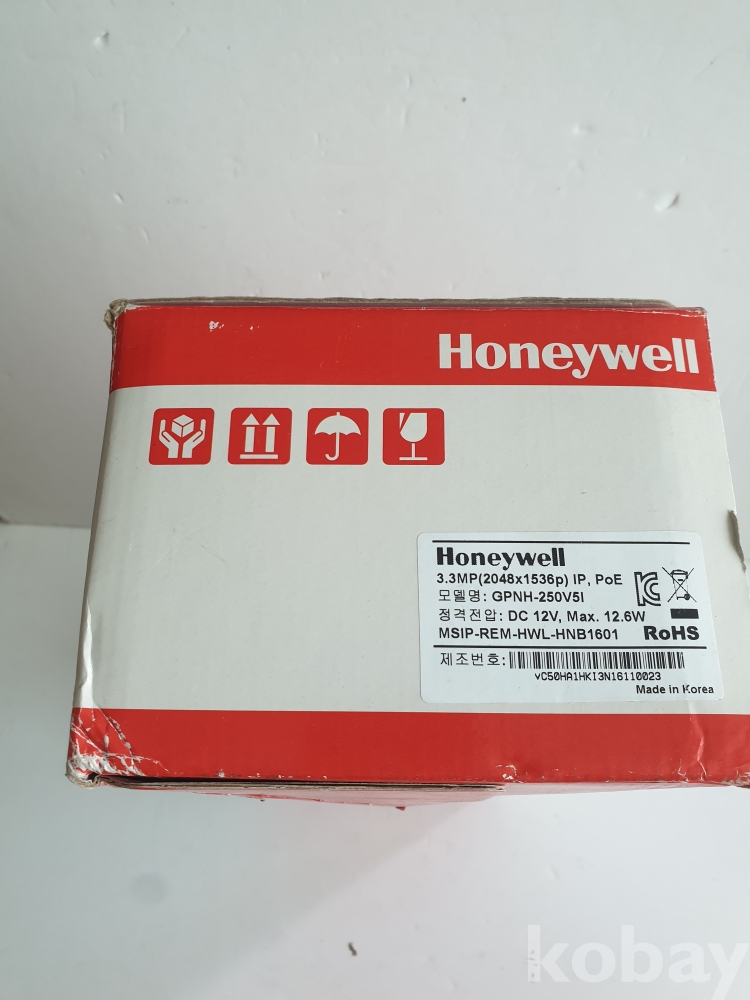 Honeywell
Honeywell
3.3MP(2048x1536p) IP, PoE
모델명: GPNH-250V5I
정격전압: DC 12V, Max. 12.6W
MSIP-REM-HWL-HNB1601
RoHS
제조번호:
vC50HA1HKI3N16110023
Made in Korea
kobay